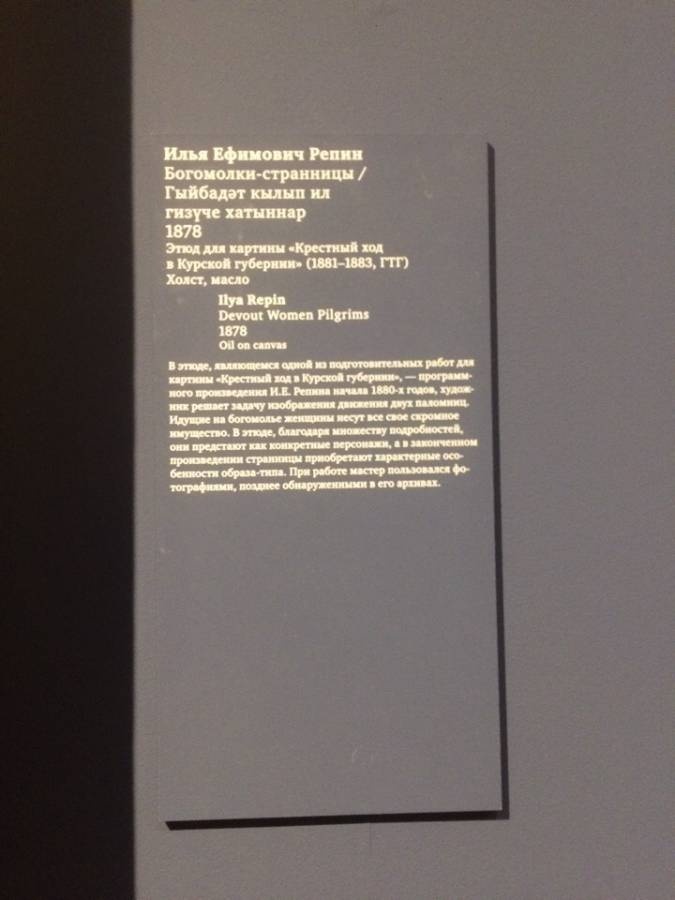 Илья Ефимович Репин
Богомолки-странницы /
Гыйбадәт кылып ил
гизүче хатыннар
1878
Этюд для картины «Крестный ход
в Курской губернии» (1881–1883, ГТГ)
Холст, масло
Ilya Repin
Devout Women Pilgrims
1878
Oil on canvas
В этюде, являющемся одной из подготовительных работ для
картины «Крестный ход в Курской губернии», — программ-
ного произведения И.Е. Репина начала 1880-х годов, худож-
ник решает задачу изображения движения двух паломниц.
Идущие на богомолье женщины несут все свое скромное
имущество. В этюде, благодаря множеству подробностей,
они предстают как конкретные персонажи, а в законченном
произведении странницы приобретают характерные осо-
бенности образа-типа. При работе мастер пользовался фо-
тографиями, позднее обнаруженными в его архивах.